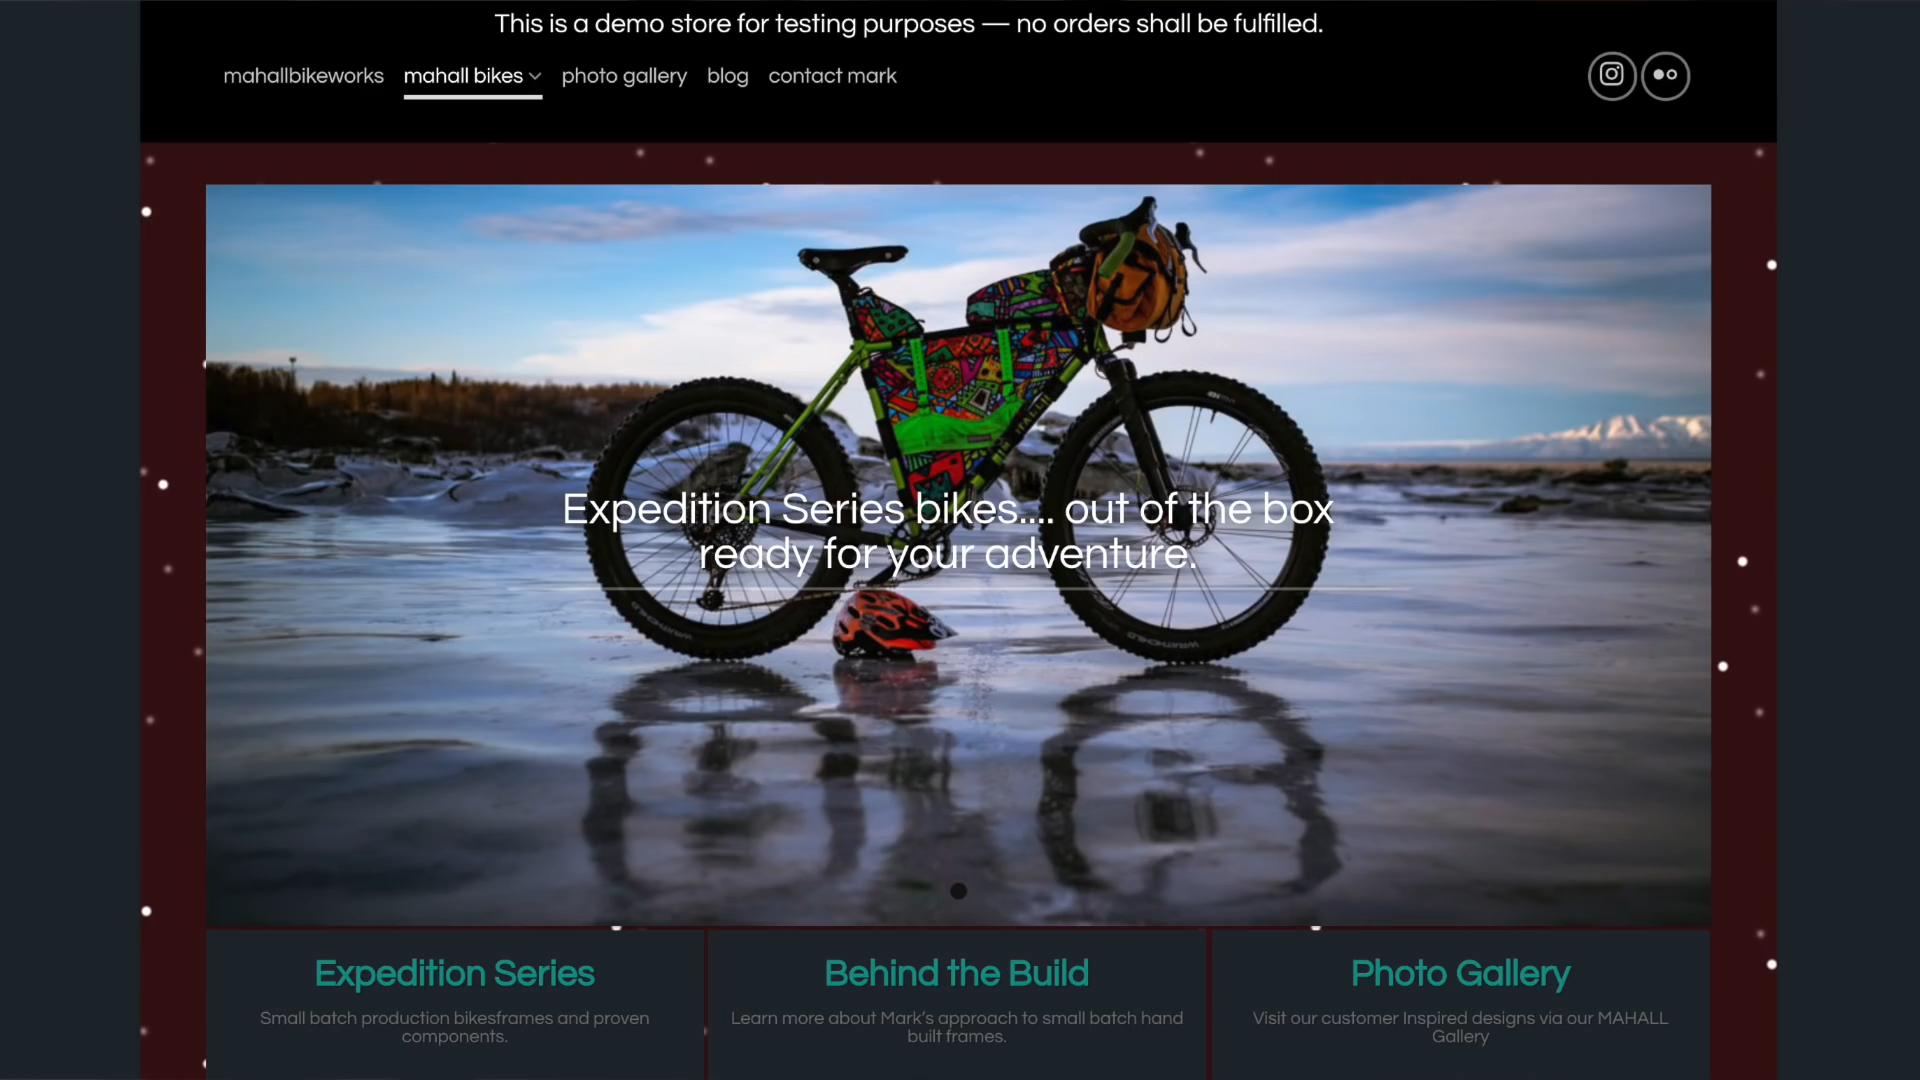 This is a demo store for testing purposes — no orders shall be fulfilled.
mahallbikeworks mahall bikes photo gallery blog contact mark
Expedition Series bikes.... out of the box
ready for your adventure.
Expedition Series
Small batch production bikesframes and proven
components.
Behind the Build
Learn more about Mark's approach to small batch hand
built frames.
Photo Gallery
Visit our customer Inspired designs via our MAHALL
Gallery